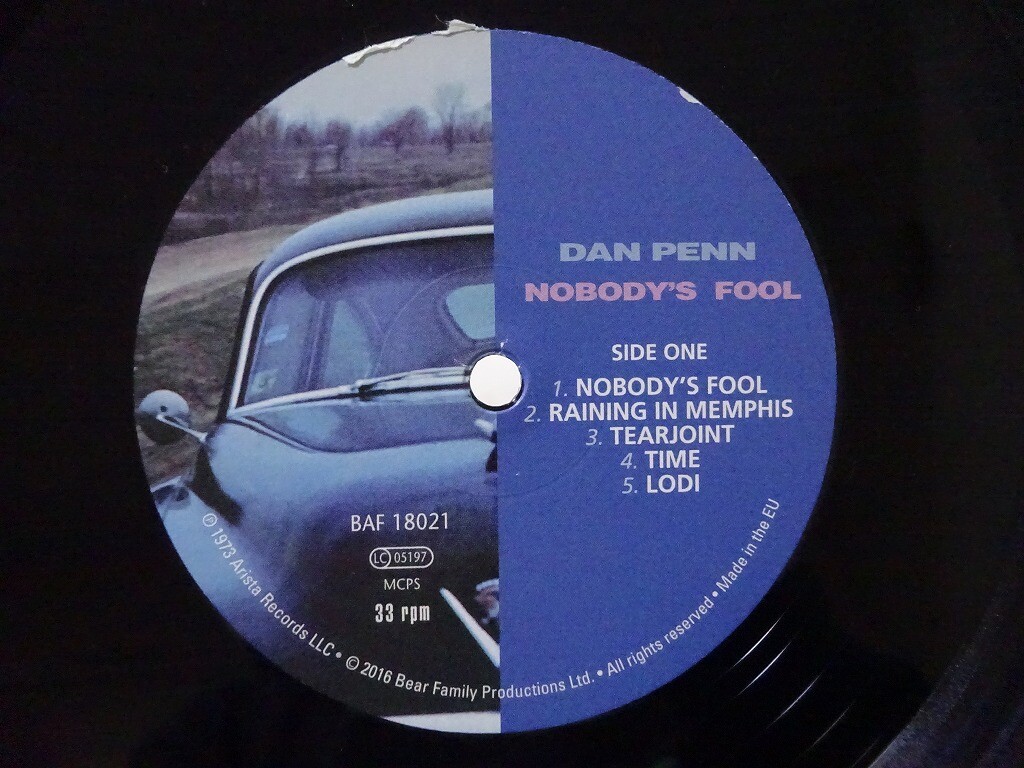 DAN PENN
NOBODY'S FOOL
SIDE ONE
1. NOBODY'S FOOL
2. RAINING IN MEMPHIS
3. TEARJOINT
4. TIME
5. LODI
BAF 18021
LC 05197
MCPS
33 rpm
℗ 1973 Arista Records LLC • © 2016 Bear Family Productions Ltd. • All rights reserved • Made in the EU